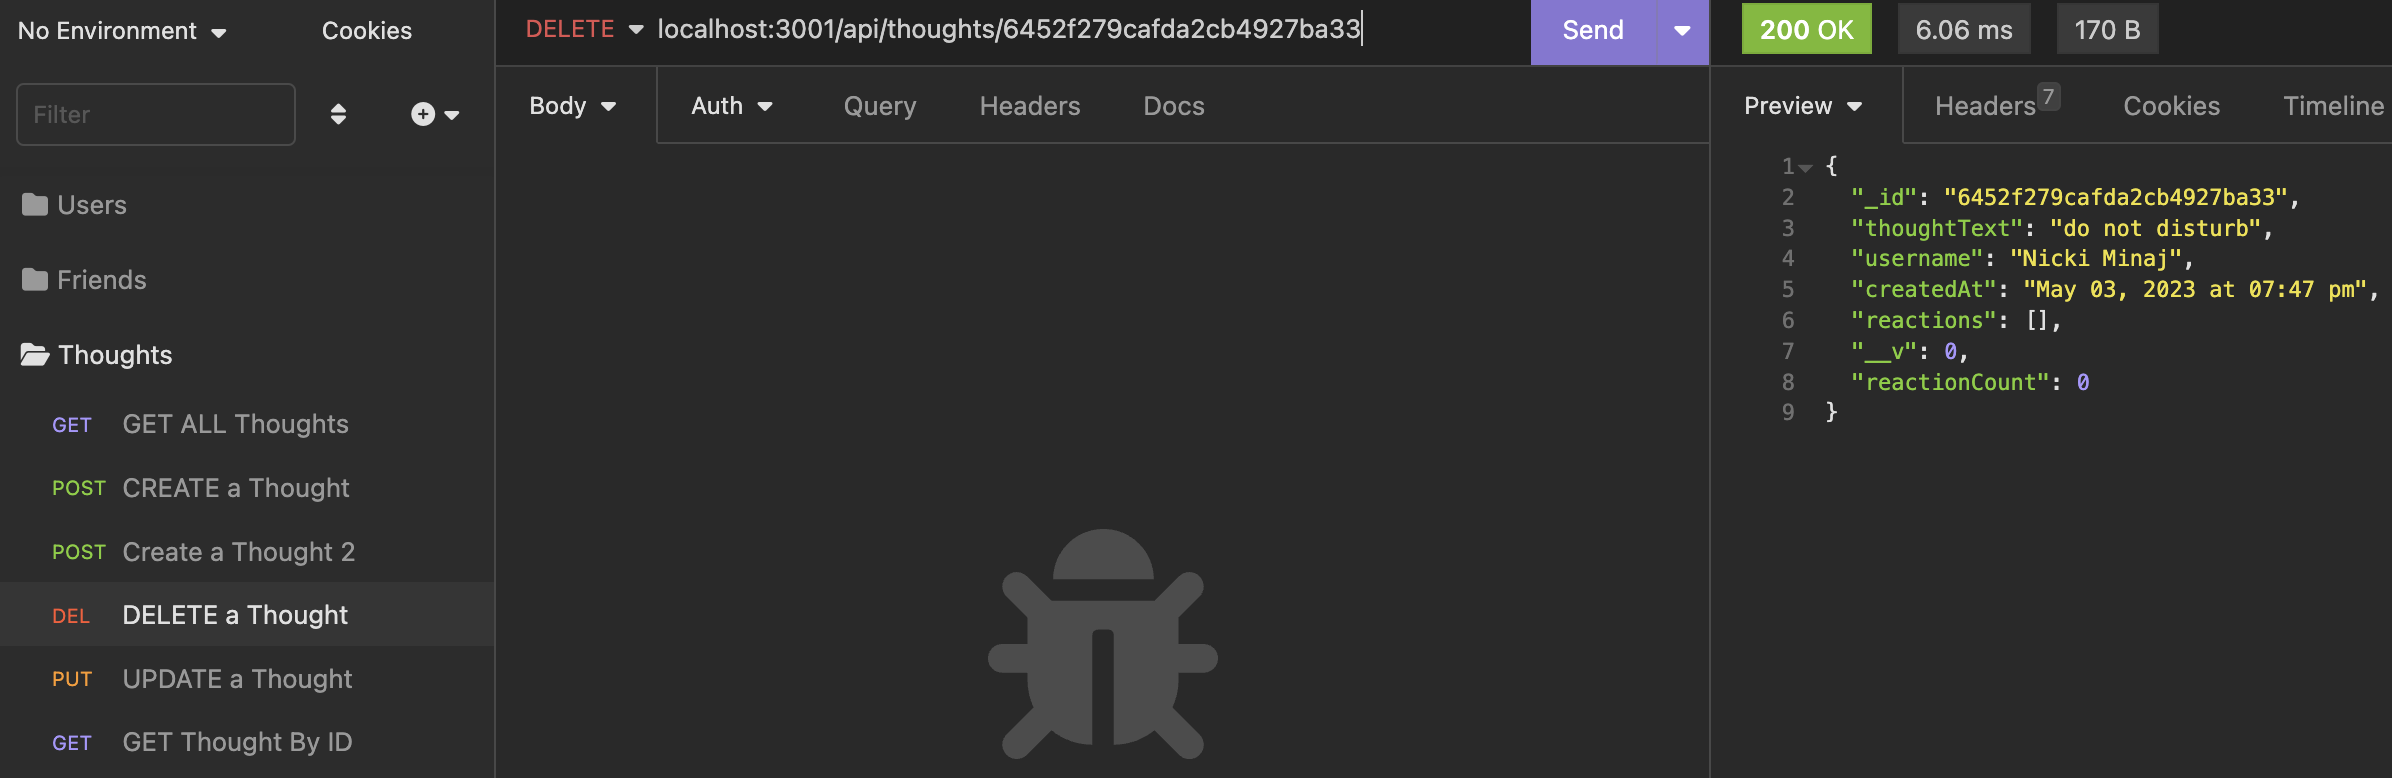 No Environment
Cookies
Filter
Users
Friends
Thoughts
GET GET ALL Thoughts
POST CREATE a Thought
POST Create a Thought 2
DEL DELETE a Thought
PUT UPDATE a Thought
GET GET Thought By ID
DELETE localhost:3001/api/thoughts/6452f279cafda2cb4927ba33
Send
Body Auth Query Headers Docs
200 OK 6.06 ms 170 B
Preview Headers 7 Cookies Timeline
1 {
2 "_id": "6452f279cafda2cb4927ba33",
3 "thoughtText": "do not disturb",
4 "username": "Nicki Minaj",
5 "createdAt": "May 03, 2023 at 07:47 pm",
6 "reactions": [],
7 "__v": 0,
8 "reactionCount": 0
9 }